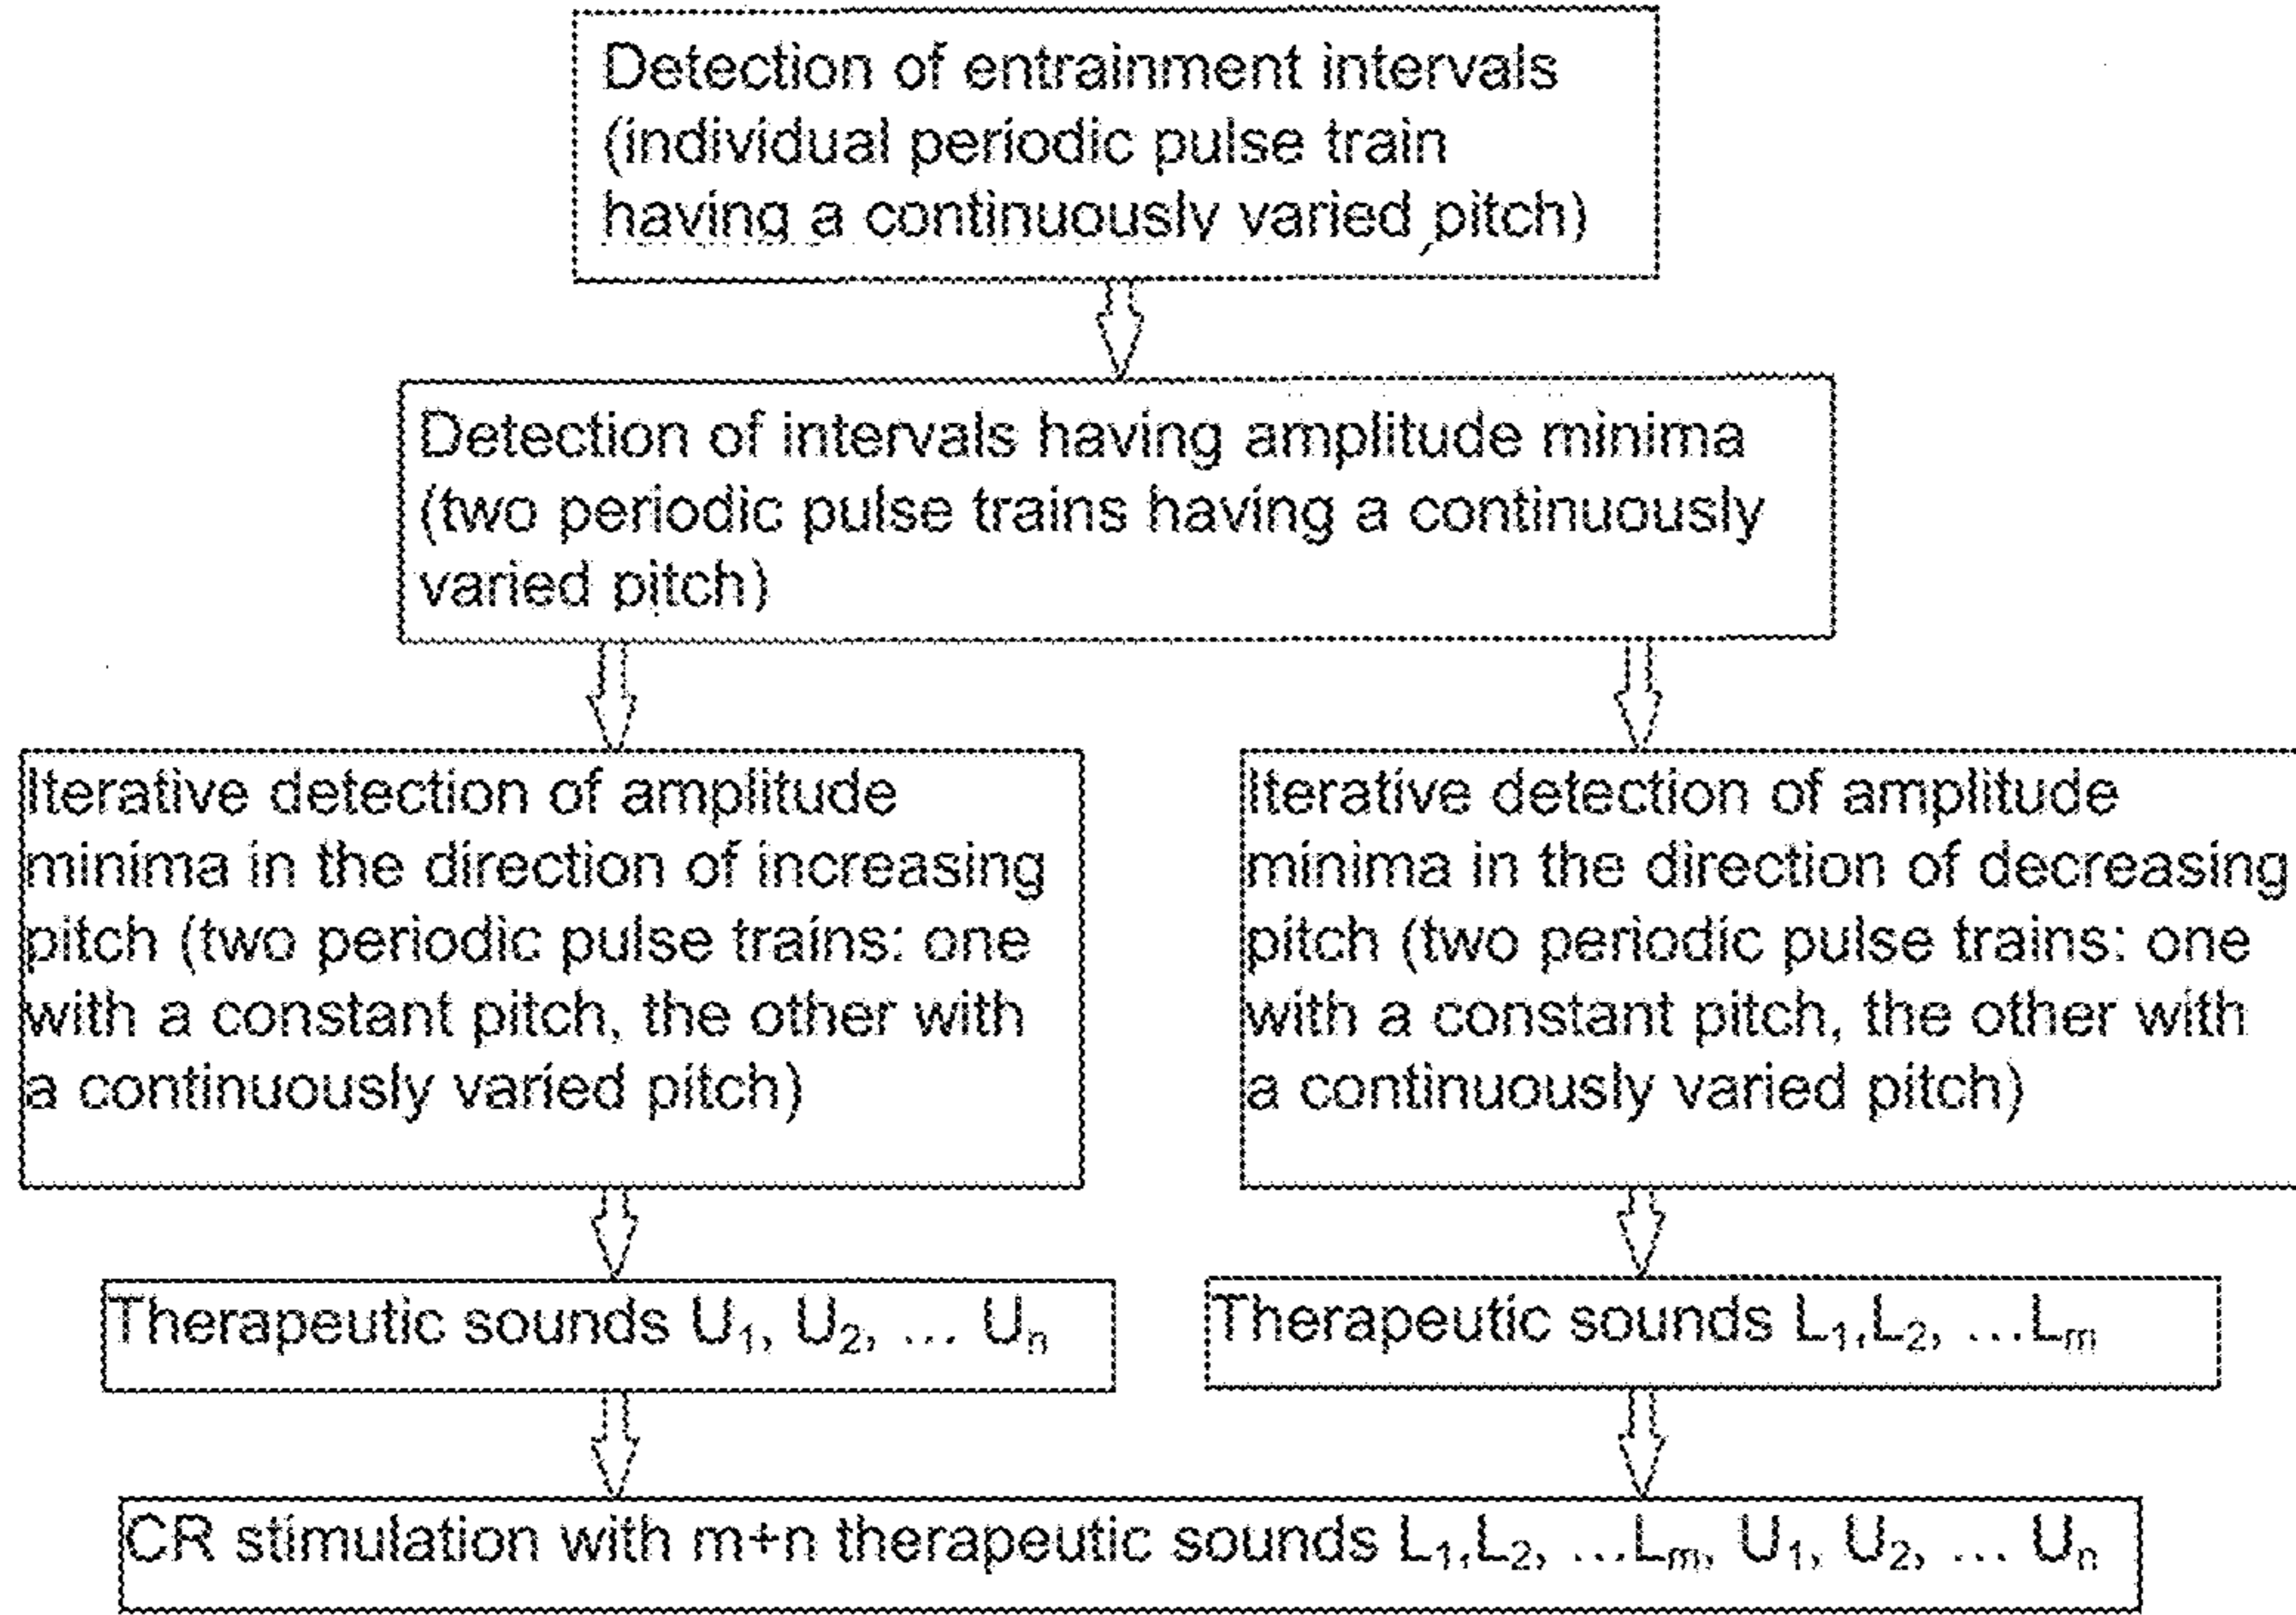 Detection of entrainment intervals
(individual periodic pulse train
having a continuously varied pitch)
Detection of intervals having amplitude minima
(two periodic pulse trains having a continuously
varied pitch)
Iterative detection of amplitude
minima in the direction of increasing
pitch (two periodic pulse trains: one
with a constant pitch, the other with
a continuously varied pitch)
Iterative detection of amplitude
minima in the direction of decreasing
pitch (two periodic pulse trains: one
with a constant pitch, the other with
a continuously varied pitch)
Therapeutic sounds U₁, U₂, ... Uₙ
Therapeutic sounds L₁,L₂, ...Lₘ
CR stimulation with m+n therapeutic sounds L₁,L₂, ...Lₘ, U₁, U₂, ... Uₙ